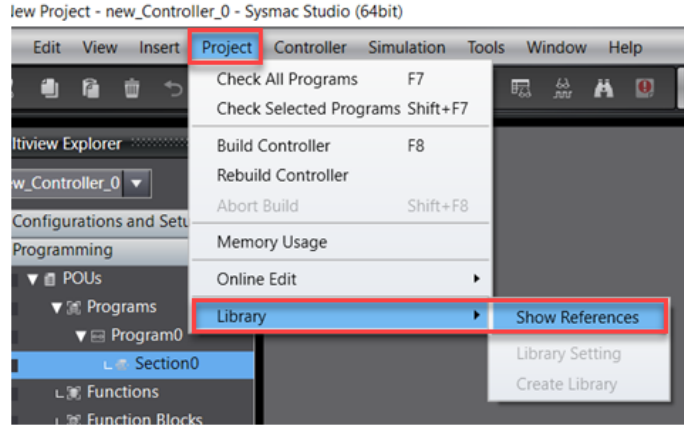 New Project - new_Controller_0 - Sysmac Studio (64bit)
Edit View Insert Project Controller Simulation Tools Window Help
Check All Programs F7
Check Selected Programs Shift+F7
ltiview Explorer
Build Controller F8
ew_Controller_0
Rebuild Controller
Abort Build Shift+F8
Configurations and Setu
Programming
Memory Usage
POUs
Online Edit
Programs
Library
Show References
Program0
Library Setting
Section0
Create Library
Functions
Function Blocks